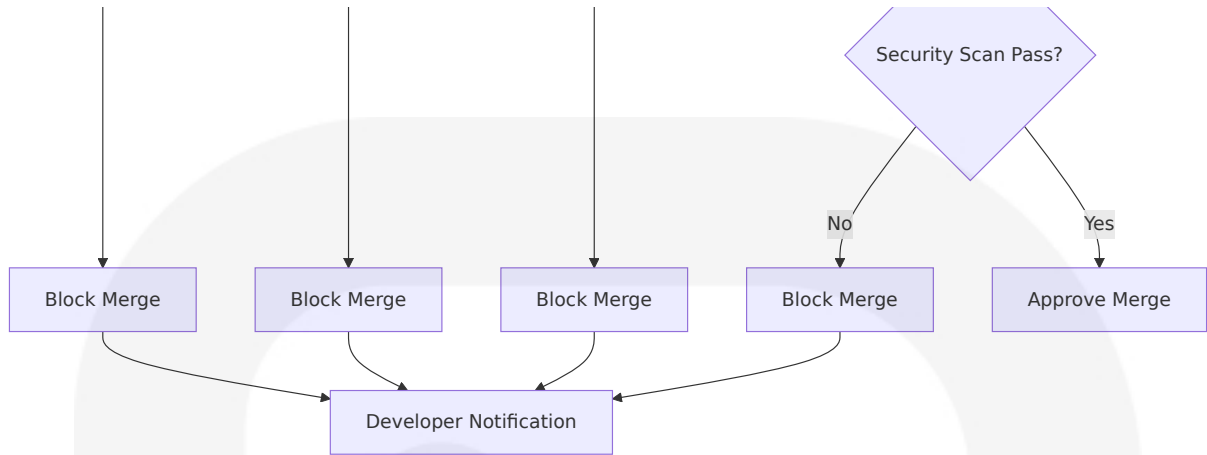 Security Scan Pass?
No
Yes
Block Merge
Block Merge
Block Merge
Block Merge
Approve Merge
Developer Notification